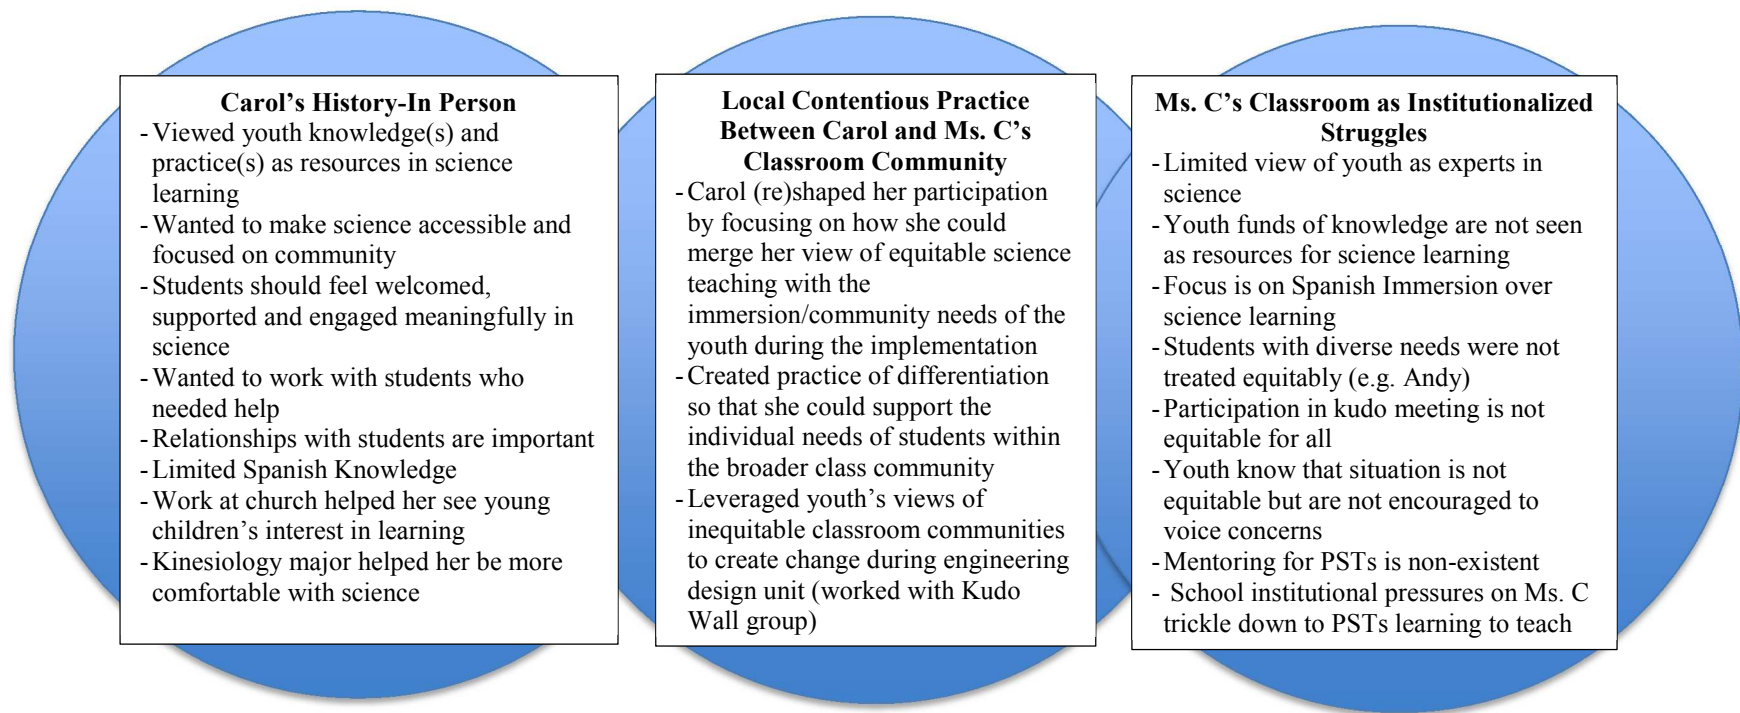 Carol's History-In Person
-Viewed youth knowledge(s) and
practice(s) as resources in science
learning
-Wanted to make science accessible and
focused on community
-Students should feel welcomed,
supported and engaged meaningfully in
science
-Wanted to work with students who
needed help
-Relationships with students are important
-Limited Spanish Knowledge
-Work at church helped her see young
children's interest in learning
-Kinesiology major helped her be more
comfortable with science
Local Contentious Practice
Between Carol and Ms. C's
Classroom Community
-Carol (re)shaped her participation
by focusing on how she could
merge her view of equitable science
teaching with the
immersion/community needs of the
youth during the implementation
-Created practice of differentiation
so that she could support the
individual needs of students within
the broader class community
-Leveraged youth's views of
inequitable classroom communities
to create change during engineering
design unit (worked with Kudo
Wall group)
Ms. C's Classroom as Institutionalized
Struggles
-Limited view of youth as experts in
science
-Youth funds of knowledge are not seen
as resources for science learning
-Focus is on Spanish Immersion over
science learning
-Students with diverse needs were not
treated equitably (e.g. Andy)
-Participation in kudo meeting is not
equitable for all
-Youth know that situation is not
equitable but are not encouraged to
voice concerns
-Mentoring for PSTs is non-existent
- School institutional pressures on Ms. C
trickle down to PSTs learning to teach